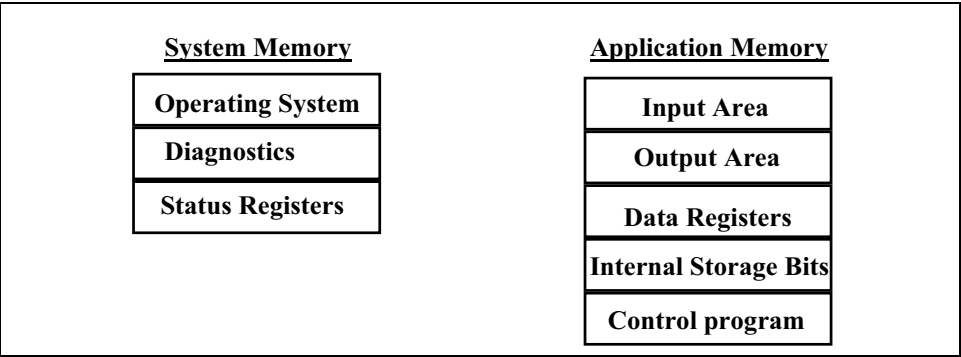 System Memory
Operating System
Diagnostics
Status Registers
Application Memory
Input Area
Output Area
Data Registers
Internal Storage Bits
Control program